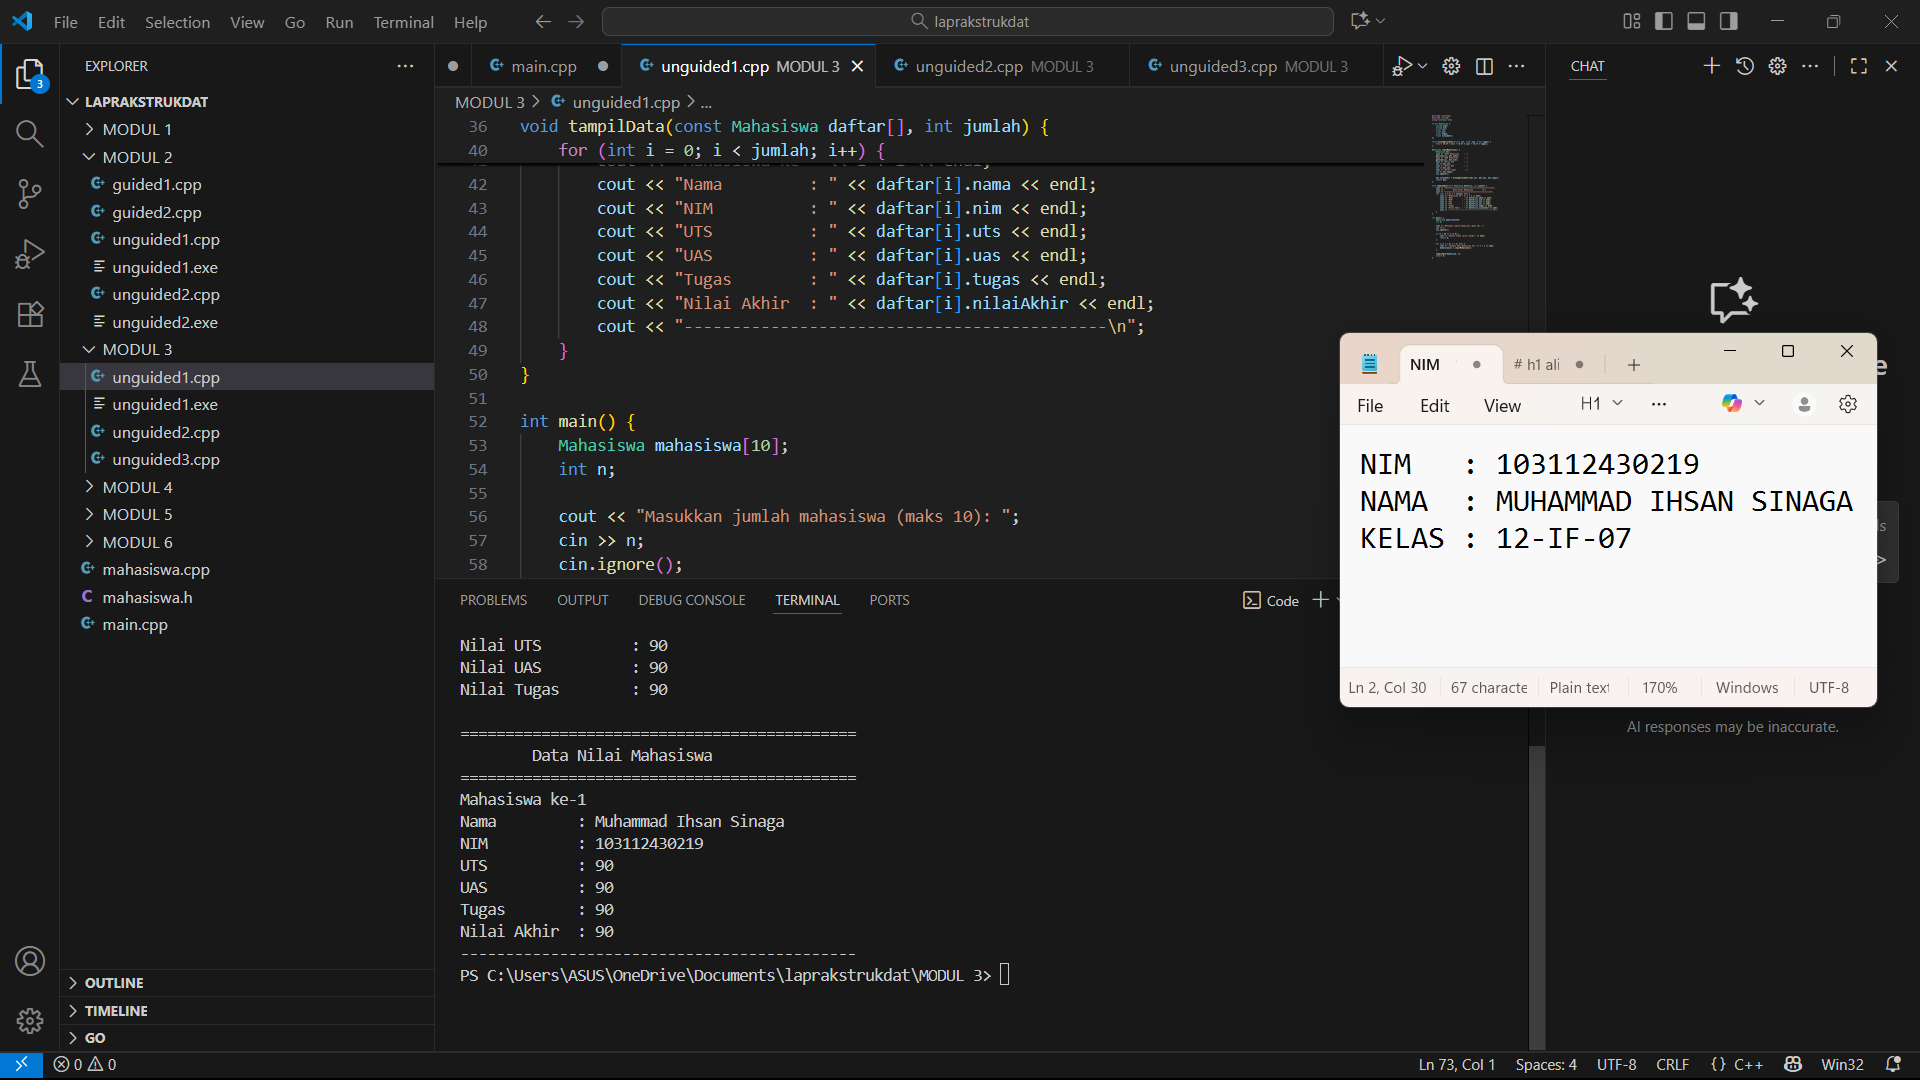 File Edit Selection View Go Run Terminal Help
laprakstrukdat
EXPLORER
3
LAPRAKSTRUKDAT
MODUL 1
MODUL 2
guided1.cpp
guided2.cpp
unguided1.cpp
unguided1.exe
unguided2.cpp
unguided2.exe
MODUL 3
unguided1.cpp
unguided1.exe
unguided2.cpp
unguided3.cpp
MODUL 4
MODUL 5
MODUL 6
mahasiswa.cpp
mahasiswa.h
main.cpp
OUTLINE
TIMELINE
GO
main.cpp
unguided1.cpp MODUL 3
unguided2.cpp MODUL 3
unguided3.cpp MODUL 3
MODUL 3 > unguided1.cpp > ...
36 void tampilData(const Mahasiswa daftar[], int jumlah) {
40 for (int i = 0; i < jumlah; i++) {
42 cout << "Nama         : " << daftar[i].nama << endl;
43 cout << "NIM          : " << daftar[i].nim << endl;
44 cout << "UTS          : " << daftar[i].uts << endl;
45 cout << "UAS          : " << daftar[i].uas << endl;
46 cout << "Tugas        : " << daftar[i].tugas << endl;
47 cout << "Nilai Akhir  : " << daftar[i].nilaiAkhir << endl;
48 cout << "--------------------------------------------\n";
49 }
50 }
51
52 int main() {
53 Mahasiswa mahasiswa[10];
54 int n;
55
56 cout << "Masukkan jumlah mahasiswa (maks 10): ";
57 cin >> n;
58 cin.ignore();
PROBLEMS OUTPUT DEBUG CONSOLE TERMINAL PORTS
Code
Nilai UTS          : 90
Nilai UAS          : 90
Nilai Tugas        : 90
============================================
Data Nilai Mahasiswa
============================================
Mahasiswa ke-1
Nama         : Muhammad Ihsan Sinaga
NIM          : 103112430219
UTS          : 90
UAS          : 90
Tugas        : 90
Nilai Akhir  : 90
--------------------------------------------
PS C:\Users\ASUS\OneDrive\Documents\laprakstrukdat\MODUL 3>
CHAT
AI responses may be inaccurate.
NIM
# h1 ali
File Edit View H1
NIM   : 103112430219
NAMA  : MUHAMMAD IHSAN SINAGA
KELAS : 12-IF-07
Ln 2, Col 30 67 characte Plain text 170% Windows UTF-8
0 0
Ln 73, Col 1 Spaces: 4 UTF-8 CRLF {} C++ Win32